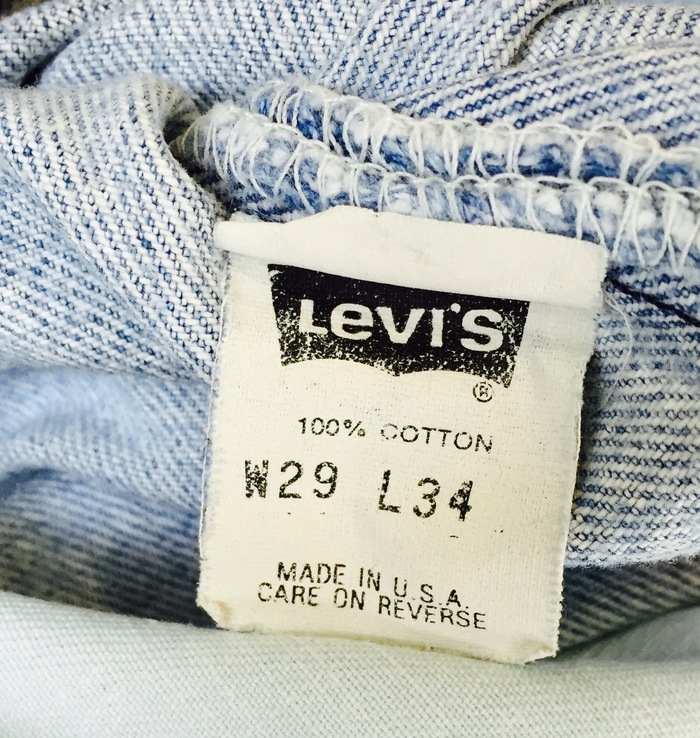 LEVI'S
®
100% COTTON
W29 L34
MADE IN U.S.A.
CARE ON REVERSE